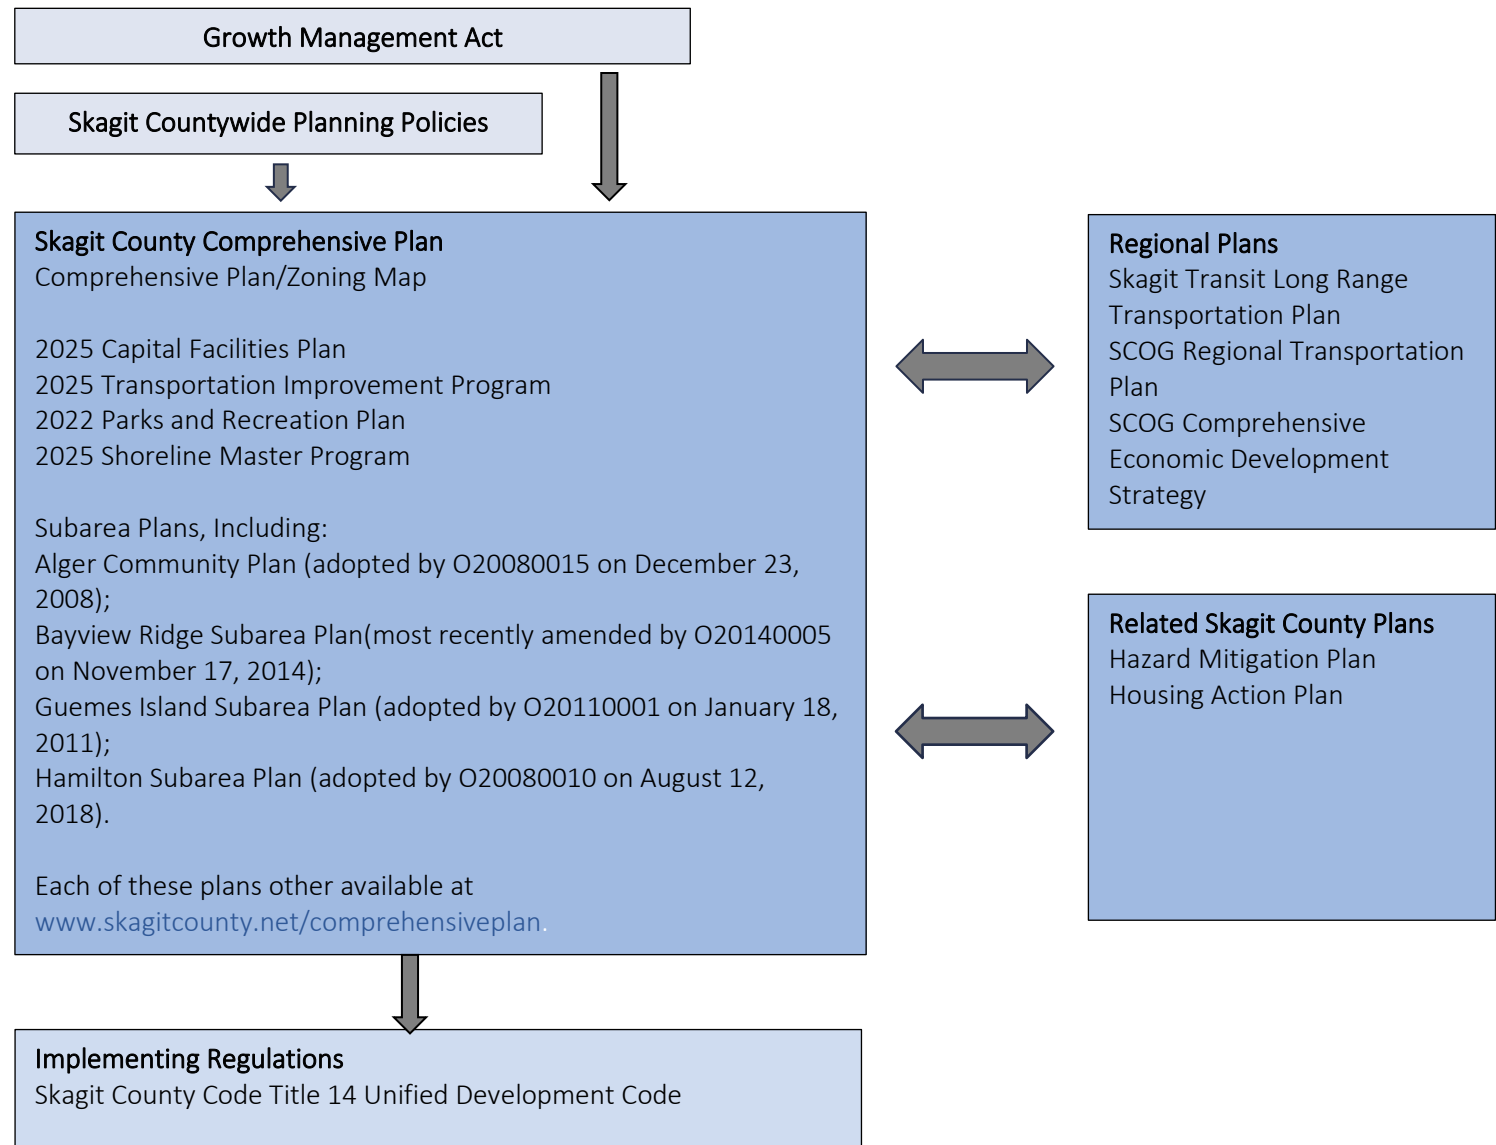 Growth Management Act
Skagit Countywide Planning Policies
Skagit County Comprehensive Plan
Comprehensive Plan/Zoning Map
2025 Capital Facilities Plan
2025 Transportation Improvement Program
2022 Parks and Recreation Plan
2025 Shoreline Master Program
Subarea Plans, Including:
Alger Community Plan (adopted by O20080015 on December 23,
2008);
Bayview Ridge Subarea Plan(most recently amended by O20140005
on November 17, 2014);
Guemes Island Subarea Plan (adopted by O20110001 on January 18,
2011);
Hamilton Subarea Plan (adopted by O20080010 on August 12,
2018).
Each of these plans other available at
www.skagitcounty.net/comprehensiveplan.
Regional Plans
Skagit Transit Long Range
Transportation Plan
SCOG Regional Transportation
Plan
SCOG Comprehensive
Economic Development
Strategy
Related Skagit County Plans
Hazard Mitigation Plan
Housing Action Plan
Implementing Regulations
Skagit County Code Title 14 Unified Development Code